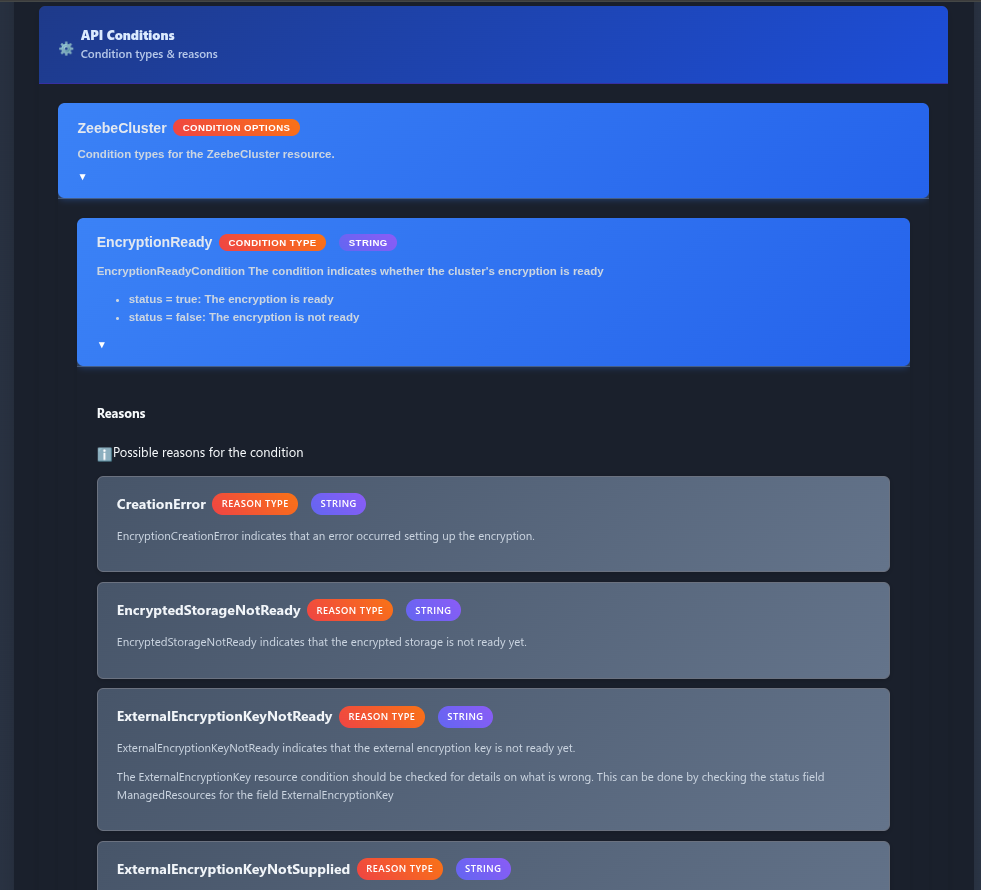 API Conditions
Condition types & reasons
ZeebeCluster CONDITION OPTIONS
Condition types for the ZeebeCluster resource.
▼
EncryptionReady CONDITION TYPE STRING
EncryptionReadyCondition The condition indicates whether the cluster's encryption is ready
• status = true: The encryption is ready
• status = false: The encryption is not ready
▼
Reasons
ℹ️Possible reasons for the condition
CreationError REASON TYPE STRING
EncryptionCreationError indicates that an error occurred setting up the encryption.
EncryptedStorageNotReady REASON TYPE STRING
EncryptedStorageNotReady indicates that the encrypted storage is not ready yet.
ExternalEncryptionKeyNotReady REASON TYPE STRING
ExternalEncryptionKeyNotReady indicates that the external encryption key is not ready yet.
The ExternalEncryptionKey resource condition should be checked for details on what is wrong. This can be done by checking the status field
ManagedResources for the field ExternalEncryptionKey
ExternalEncryptionKeyNotSupplied REASON TYPE STRING